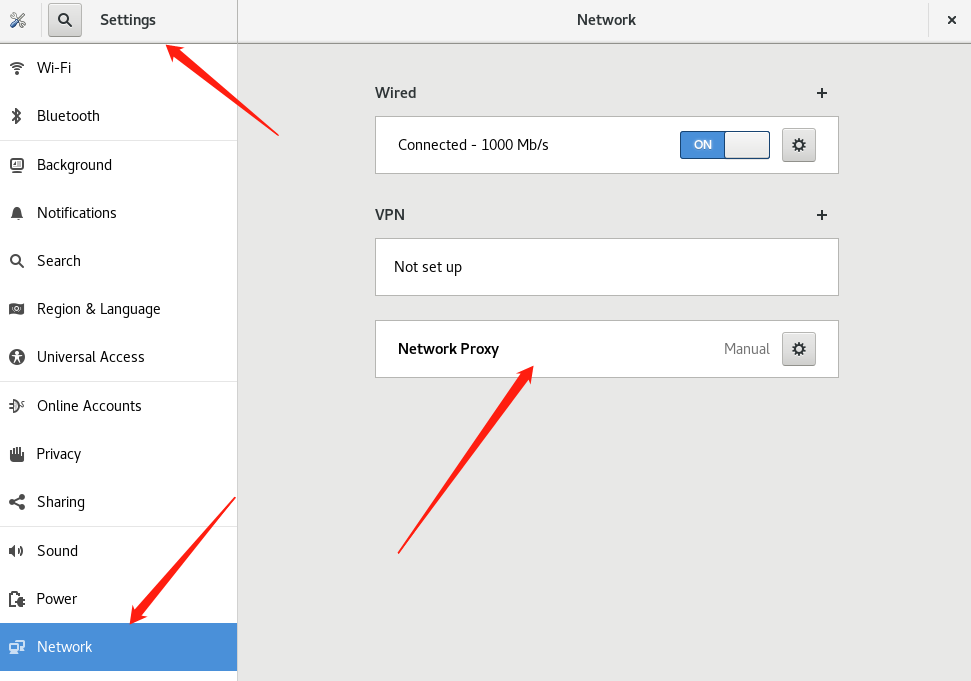 Settings
Network
Wi-Fi
Bluetooth
Background
Notifications
Search
Region & Language
Universal Access
Online Accounts
Privacy
Sharing
Sound
Power
Network
Wired
Connected - 1000 Mb/s
ON
VPN
Not set up
Network Proxy
Manual